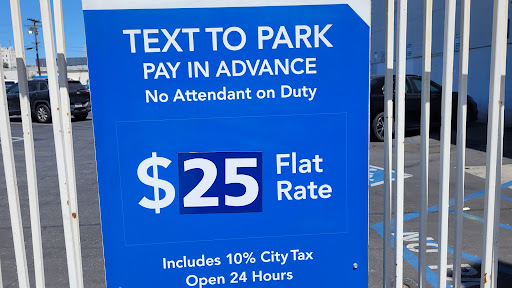 TEXT TO PARK
PAY IN ADVANCE
No Attendant on Duty
$25 Flat
Rate
Includes 10% City Tax
Open 24 Hours